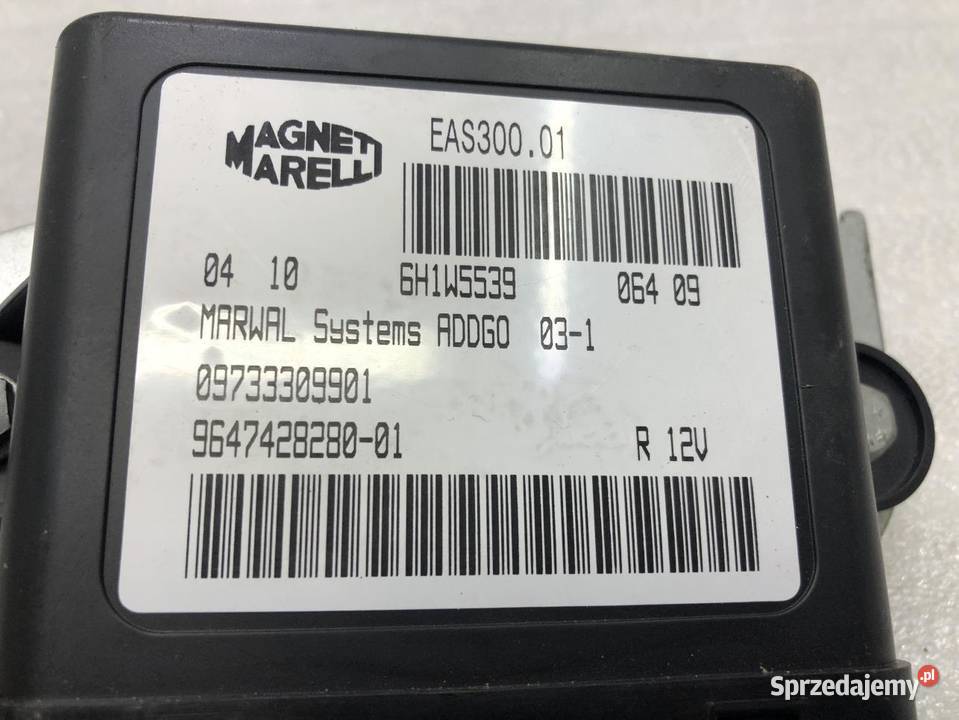 MAGNETI
MARELLI
EAS300.01
04 10 6H1W5539 064 09
MARWAL Systems ADDGO 03-1
09733309901
9647428280-01 R 12V
Sprzedajemy.pl